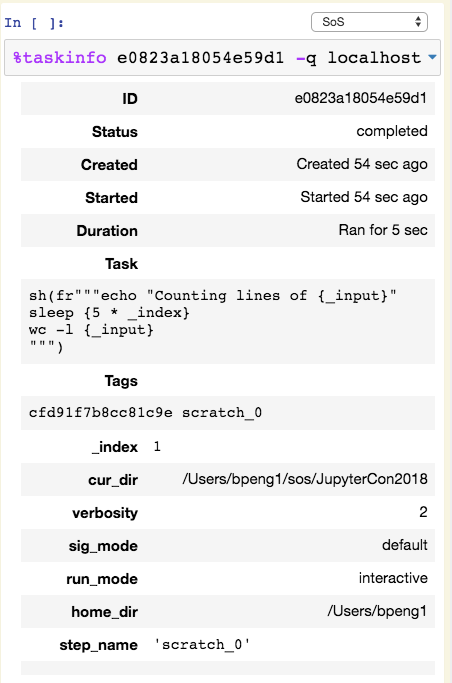 In [ ]:
SoS
%taskinfo e0823a18054e59d1 -q localhost
ID e0823a18054e59d1
Status completed
Created Created 54 sec ago
Started Started 54 sec ago
Duration Ran for 5 sec
Task
sh(fr"""echo "Counting lines of {_input}"
sleep {5 * _index}
wc -l {_input}
""")
Tags
cfd91f7b8cc81c9e scratch_0
_index 1
cur_dir /Users/bpeng1/sos/JupyterCon2018
verbosity 2
sig_mode default
run_mode interactive
home_dir /Users/bpeng1
step_name 'scratch_0'